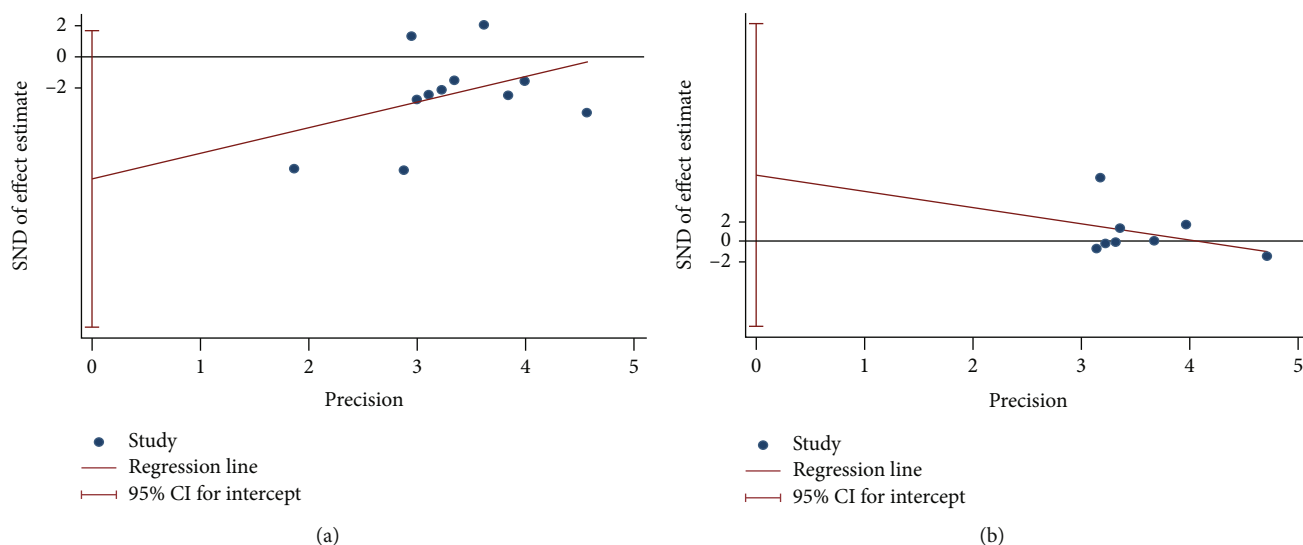 2
0
−2
SND of effect estimate
0 1 2 3 4 5
Precision
Study
Regression line
95% CI for intercept
(a)
2
0
−2
SND of effect estimate
0 1 2 3 4 5
Precision
Study
Regression line
95% CI for intercept
(b)